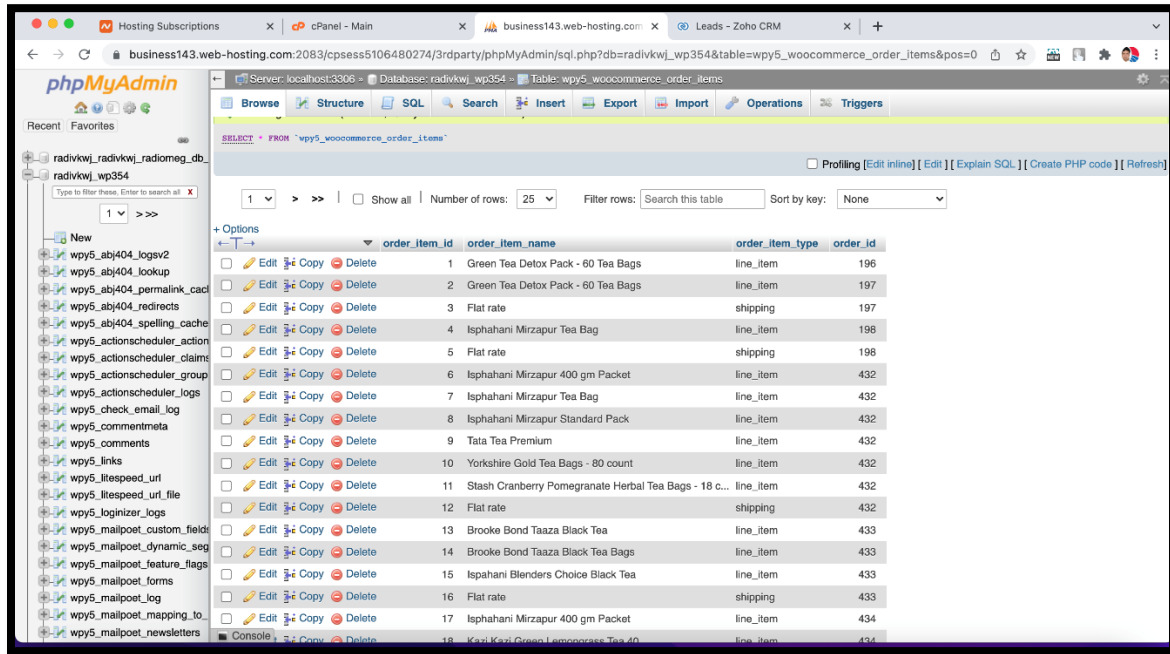 Hosting Subscriptions
cPanel - Main
business143.web-hosting.com
Leads - Zoho CRM
business143.web-hosting.com:2083/cpsess5106480274/3rdparty/phpMyAdmin/sql.php?db=radivkwj_wp354&table=wpy5_woocommerce_order_items&pos=0
phpMyAdmin
Recent Favorites
radivkwj_radivkwj_radiomeg_db_
radivkwj_wp354
Type to filter these, Enter to search all X
1 > >>
New
wpy5_abj404_logsv2
wpy5_abj404_lookup
wpy5_abj404_permalink_cacl
wpy5_abj404_redirects
wpy5_abj404_spelling_cache
wpy5_actionscheduler_action
wpy5_actionscheduler_claims
wpy5_actionscheduler_group
wpy5_actionscheduler_logs
wpy5_check_email_log
wpy5_commentmeta
wpy5_comments
wpy5_links
wpy5_litespeed_url
wpy5_litespeed_url_file
wpy5_loginizer_logs
wpy5_mailpoet_custom_fields
wpy5_mailpoet_dynamic_seg
wpy5_mailpoet_feature_flags
wpy5_mailpoet_forms
wpy5_mailpoet_log
wpy5_mailpoet_mapping_to_
wpy5_mailpoet_newsletters
Server: localhost:3306 » Database: radivkwj_wp354 » Table: wpy5_woocommerce_order_items
Browse Structure SQL Search Insert Export Import Operations Triggers
SELECT * FROM `wpy5_woocommerce_order_items`
Profiling [Edit inline] [ Edit ] [ Explain SQL ] [ Create PHP code ] [ Refresh]
1 > >> | Show all | Number of rows: 25 Filter rows: Search this table Sort by key: None
+ Options
order_item_id order_item_name order_item_type order_id
Edit Copy Delete 1 Green Tea Detox Pack - 60 Tea Bags line_item 196
Edit Copy Delete 2 Green Tea Detox Pack - 60 Tea Bags line_item 197
Edit Copy Delete 3 Flat rate shipping 197
Edit Copy Delete 4 Isphahani Mirzapur Tea Bag line_item 198
Edit Copy Delete 5 Flat rate shipping 198
Edit Copy Delete 6 Isphahani Mirzapur 400 gm Packet line_item 432
Edit Copy Delete 7 Isphahani Mirzapur Tea Bag line_item 432
Edit Copy Delete 8 Isphahani Mirzapur Standard Pack line_item 432
Edit Copy Delete 9 Tata Tea Premium line_item 432
Edit Copy Delete 10 Yorkshire Gold Tea Bags - 80 count line_item 432
Edit Copy Delete 11 Stash Cranberry Pomegranate Herbal Tea Bags - 18 c... line_item 432
Edit Copy Delete 12 Flat rate shipping 432
Edit Copy Delete 13 Brooke Bond Taaza Black Tea line_item 433
Edit Copy Delete 14 Brooke Bond Taaza Black Tea Bags line_item 433
Edit Copy Delete 15 Ispahani Blenders Choice Black Tea line_item 433
Edit Copy Delete 16 Flat rate shipping 433
Edit Copy Delete 17 Isphahani Mirzapur 400 gm Packet line_item 434
Console Edit Copy Delete 18 Kazi Kazi Green Lemongrass Tea 40 line_item 434